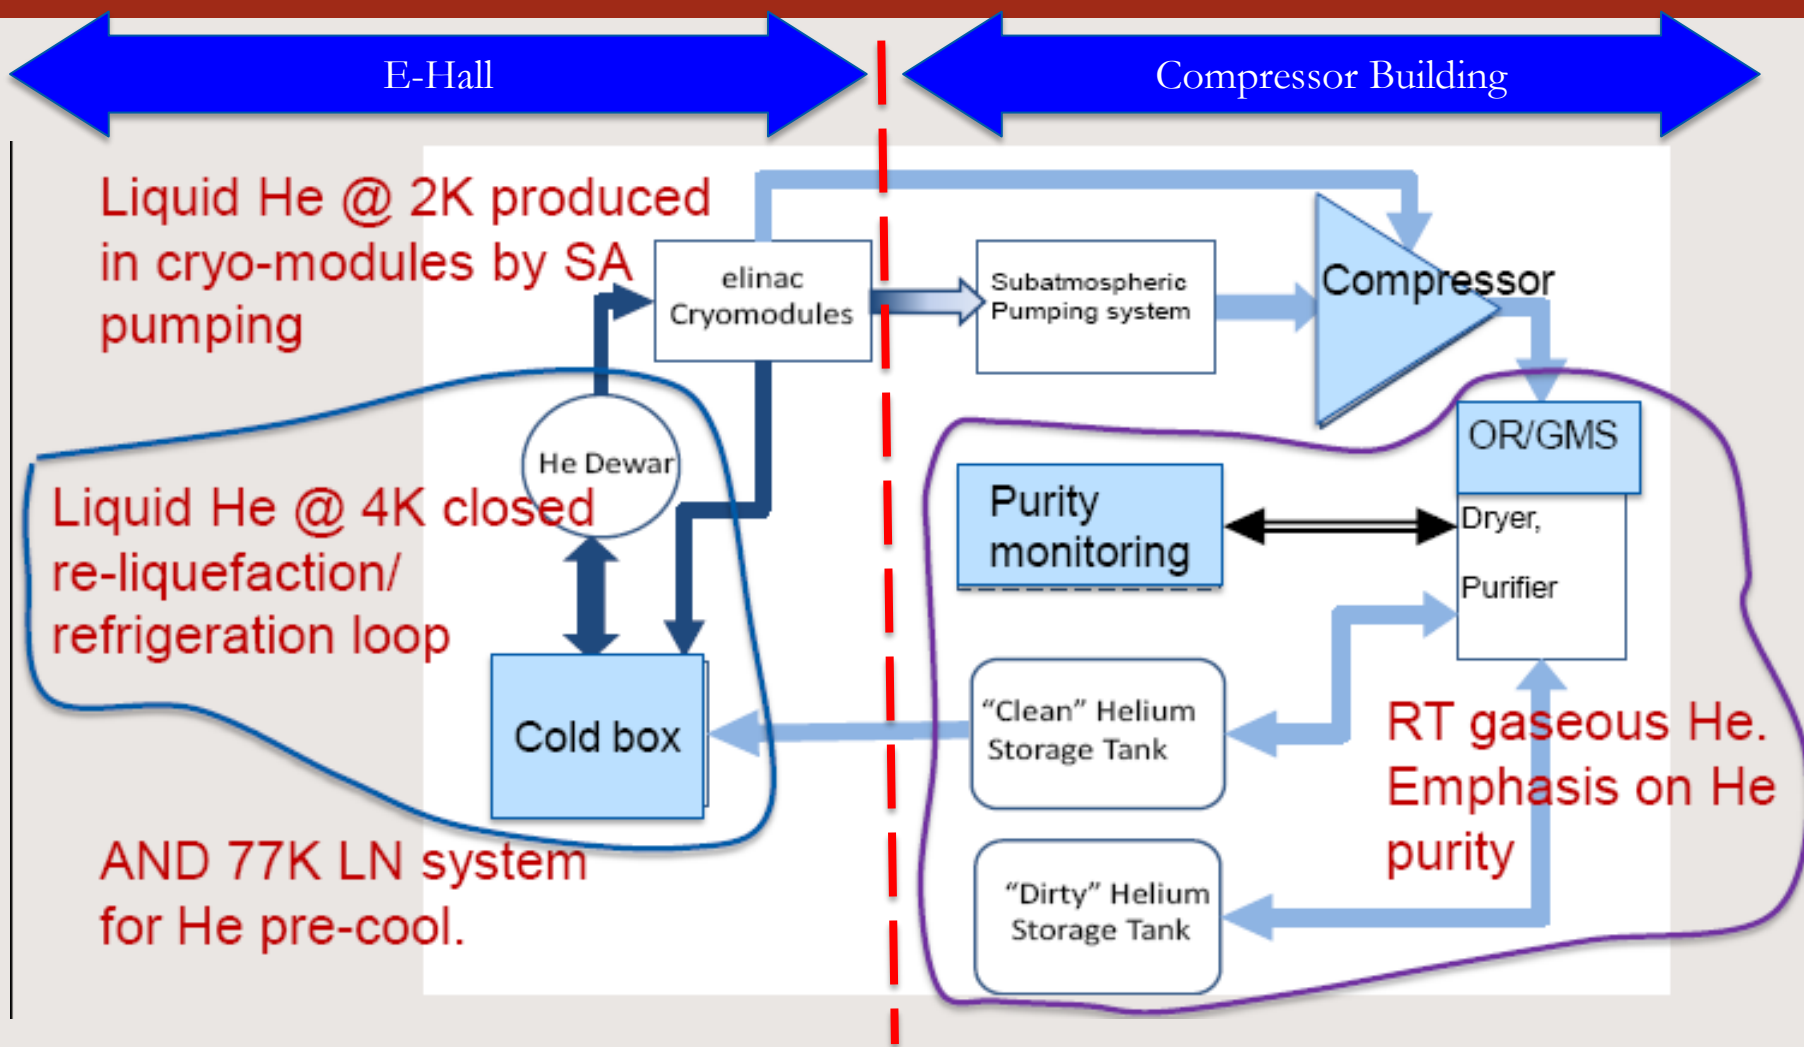 E-Hall
Compressor Building
Liquid He @ 2K produced
in cryo-modules by SA
pumping
elinac
Cryomodules
Subatmospheric
Pumping system
Compressor
He Dewar
OR/GMS
Liquid He @ 4K closed
re-liquefaction/
refrigeration loop
Purity
monitoring
Dryer,
Purifier
Cold box
“Clean” Helium
Storage Tank
RT gaseous He.
Emphasis on He
purity
AND 77K LN system
for He pre-cool.
“Dirty” Helium
Storage Tank